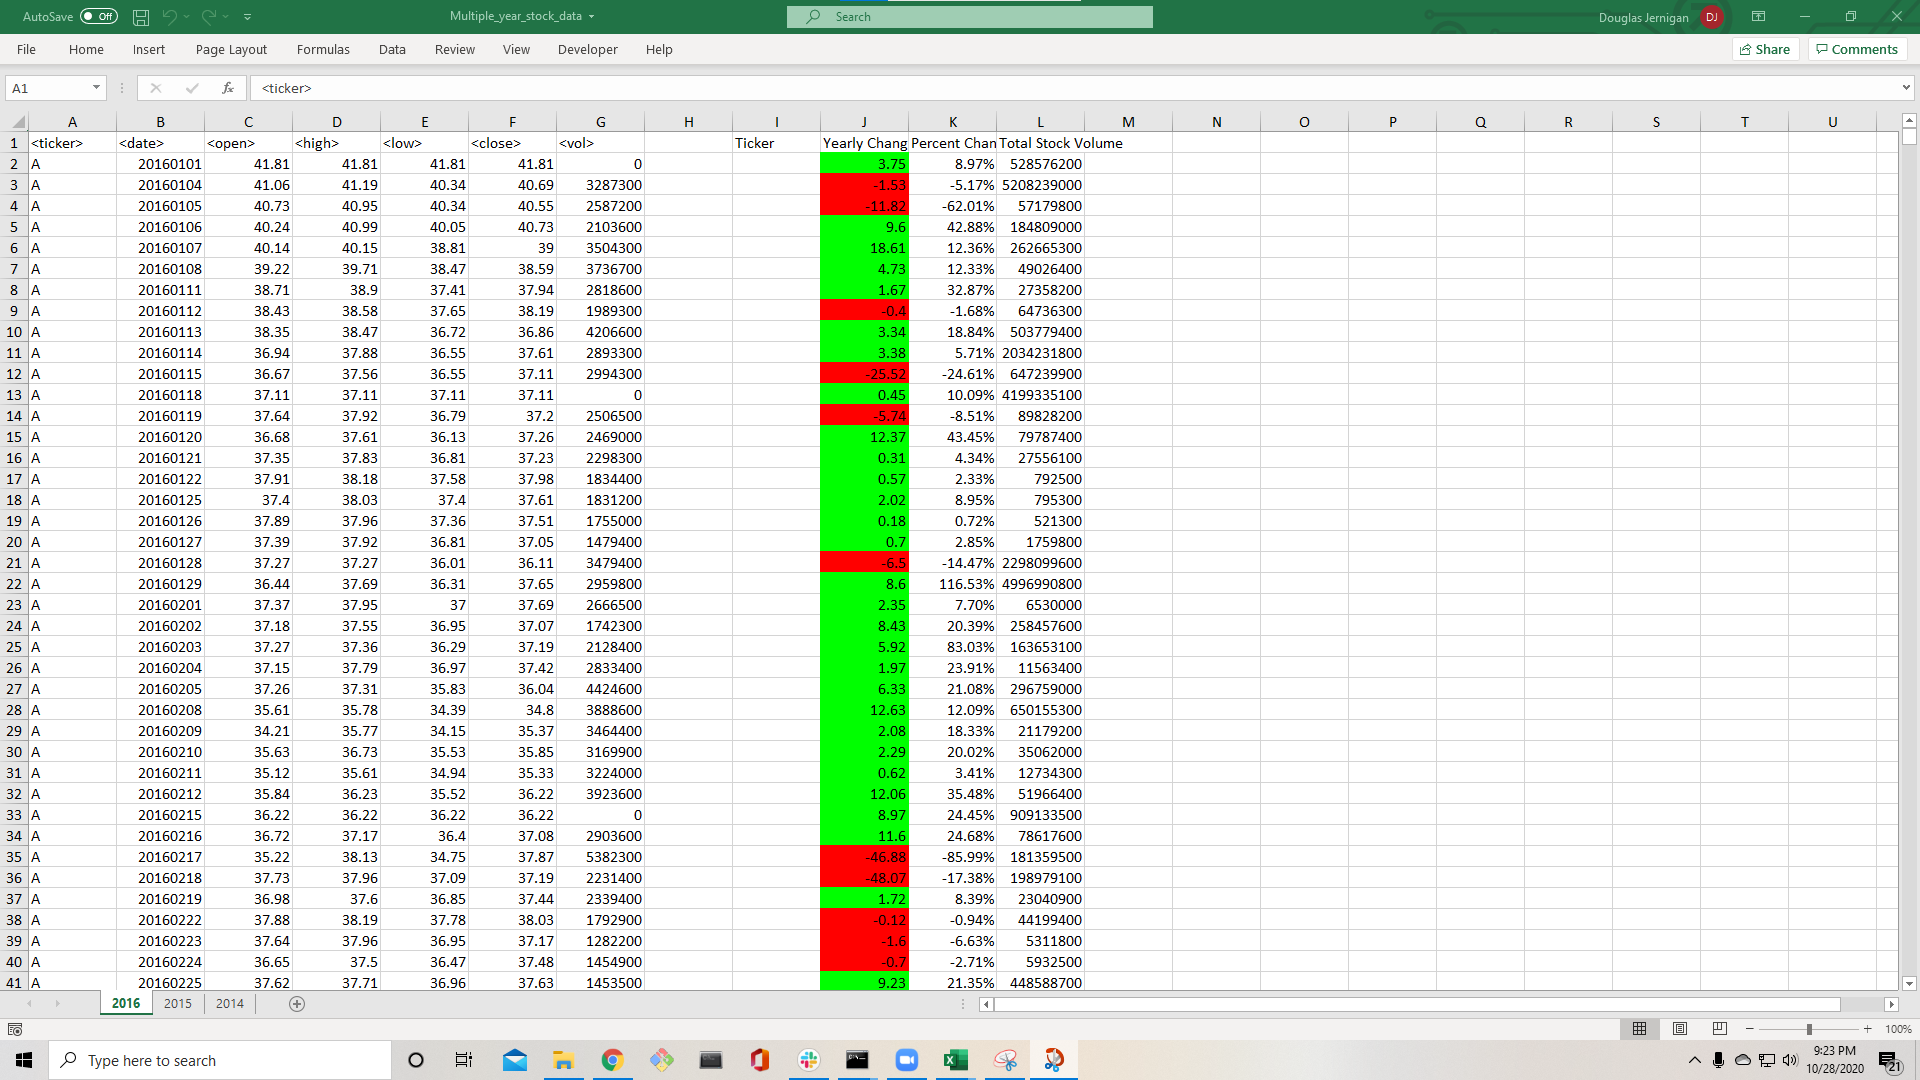 AutoSave Off Multiple_year_stock_data Search Douglas Jernigan DJ
File Home Insert Page Layout Formulas Data Review View Developer Help Share Comments
A1 fx <ticker>
A B C D E F G H I J K L M N O P Q R S T U
1 <ticker> <date> <open> <high> <low> <close> <vol> Ticker Yearly Chang Percent Chan Total Stock Volume
2 A 20160101 41.81 41.81 41.81 41.81 0 3.75 8.97% 528576200
3 A 20160104 41.06 41.19 40.34 40.69 3287300 -1.53 -5.17% 5208239000
4 A 20160105 40.73 40.95 40.34 40.55 2587200 -11.82 -62.01% 57179800
5 A 20160106 40.24 40.99 40.05 40.73 2103600 9.6 42.88% 184809000
6 A 20160107 40.14 40.15 38.81 39 3504300 18.61 12.36% 262665300
7 A 20160108 39.22 39.71 38.47 38.59 3736700 4.73 12.33% 49026400
8 A 20160111 38.71 38.9 37.41 37.94 2818600 1.67 32.87% 27358200
9 A 20160112 38.43 38.58 37.65 38.19 1989300 -0.4 -1.68% 64736300
10 A 20160113 38.35 38.47 36.72 36.86 4206600 3.34 18.84% 503779400
11 A 20160114 36.94 37.88 36.55 37.61 2893300 3.38 5.71% 2034231800
12 A 20160115 36.67 37.56 36.55 37.11 2994300 -25.52 -24.61% 647239900
13 A 20160118 37.11 37.11 37.11 37.11 0 0.45 10.09% 4199335100
14 A 20160119 37.64 37.92 36.79 37.2 2506500 -5.74 -8.51% 89828200
15 A 20160120 36.68 37.61 36.13 37.26 2469000 12.37 43.45% 79787400
16 A 20160121 37.35 37.83 36.81 37.23 2298300 0.31 4.34% 27556100
17 A 20160122 37.91 38.18 37.58 37.98 1834400 0.57 2.33% 792500
18 A 20160125 37.4 38.03 37.4 37.61 1831200 2.02 8.95% 795300
19 A 20160126 37.89 37.96 37.36 37.51 1755000 0.18 0.72% 521300
20 A 20160127 37.39 37.92 36.81 37.05 1479400 0.7 2.85% 1759800
21 A 20160128 37.27 37.27 36.01 36.11 3479400 -6.5 -14.47% 2298099600
22 A 20160129 36.44 37.69 36.31 37.65 2959800 8.6 116.53% 4996990800
23 A 20160201 37.37 37.95 37 37.69 2666500 2.35 7.70% 6530000
24 A 20160202 37.18 37.55 36.95 37.07 1742300 8.43 20.39% 258457600
25 A 20160203 37.27 37.36 36.29 37.19 2128400 5.92 83.03% 163653100
26 A 20160204 37.15 37.79 36.97 37.42 2833400 1.97 23.91% 11563400
27 A 20160205 37.26 37.31 35.83 36.04 4424600 6.33 21.08% 296759000
28 A 20160208 35.61 35.78 34.39 34.8 3888600 12.63 12.09% 650155300
29 A 20160209 34.21 35.77 34.15 35.37 3464400 2.08 18.33% 21179200
30 A 20160210 35.63 36.73 35.53 35.85 3169900 2.29 20.02% 35062000
31 A 20160211 35.12 35.61 34.94 35.33 3224000 0.62 3.41% 12734300
32 A 20160212 35.84 36.23 35.52 36.22 3923600 12.06 35.48% 51966400
33 A 20160215 36.22 36.22 36.22 36.22 0 8.97 24.45% 909133500
34 A 20160216 36.72 37.17 36.4 37.08 2903600 11.6 24.68% 78617600
35 A 20160217 35.22 38.13 34.75 37.87 5382300 -46.88 -85.99% 181359500
36 A 20160218 37.73 37.96 37.09 37.19 2231400 -48.07 -17.38% 198979100
37 A 20160219 36.98 37.6 36.85 37.44 2339400 1.72 8.39% 23040900
38 A 20160222 37.88 38.19 37.78 38.03 1792900 -0.12 -0.94% 44199400
39 A 20160223 37.64 37.96 36.95 37.17 1282200 -1.6 -6.63% 5311800
40 A 20160224 36.65 37.5 36.47 37.48 1454900 -0.7 -2.71% 5932500
41 A 20160225 37.62 37.71 36.96 37.63 1453500 9.23 21.35% 448588700
2016 2015 2014
100%
Type here to search 9:23 PM
10/28/2020 21